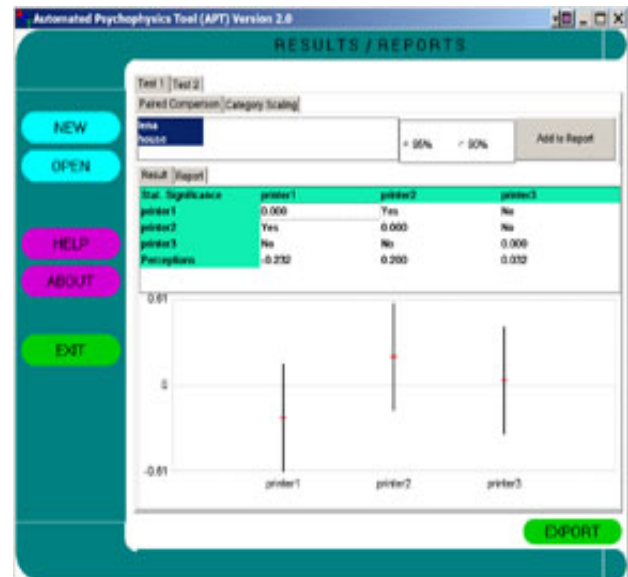 Automated Psychophysics Tool (APT) Version 2.0
RESULTS / REPORTS
Test 1 Test 2
Paired Comparison Category Scaling
NEW
OPEN
HELP
ABOUT
EXIT
lena
house
95% 90% Add to Report
Result Report
Stat. Significance printer1 printer2 printer3
printer1 0.000 Yes No
printer2 Yes 0.000 No
printer3 No No 0.000
Perceptions -0.232 0.200 0.032
0.61
0
-0.61
printer1 printer2 printer3
EXPORT